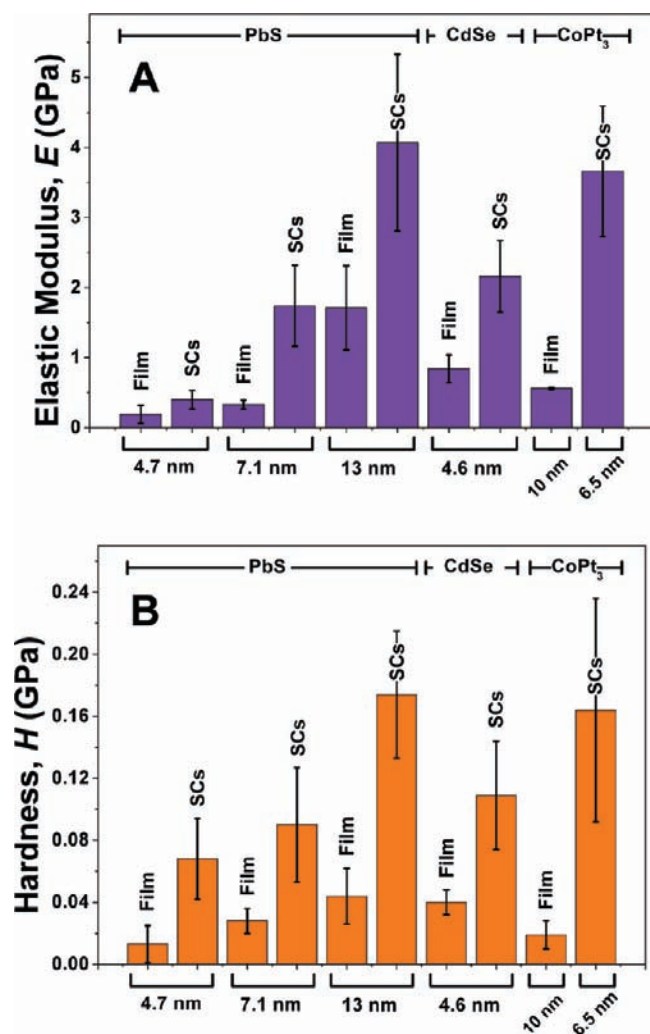 PbS CdSe CoPt₃
A
Elastic Modulus, E (GPa)
5
4
3
2
1
0
Film SCs Film SCs Film SCs Film SCs Film SCs
4.7 nm 7.1 nm 13 nm 4.6 nm 10 nm 6.5 nm
PbS CdSe CoPt₃
B
Hardness, H (GPa)
0.24
0.20
0.16
0.12
0.08
0.04
0.00
Film SCs Film SCs Film SCs Film SCs Film SCs
4.7 nm 7.1 nm 13 nm 4.6 nm 10 nm 6.5 nm